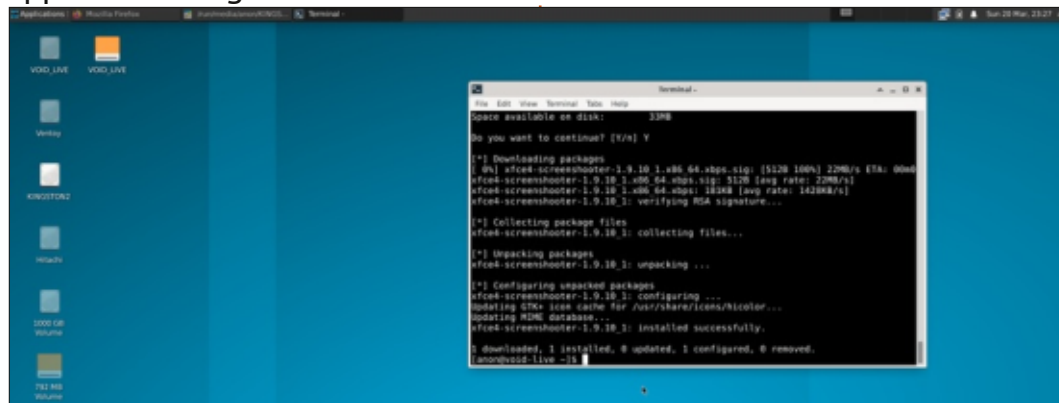 Applications
Mozilla Firefox
Terminal -
Sun 20 Mar, 23:27
VOID_LIVE
VOID_LIVE
Ventoy
KINGSTON2
Hitachi
1000 GB
Volume
792 MB
Volume
Terminal -
File Edit View Terminal Tabs Help
Space available on disk: 33MB
Do you want to continue? [Y/n] Y
[*] Downloading packages
[ 0%] xfce4-screenshooter-1.9.10_1.x86_64.xbps.sig: [512B 100%] 22MB/s ETA: 00m0
xfce4-screenshooter-1.9.10_1.x86_64.xbps.sig: 512B [avg rate: 22MB/s]
xfce4-screenshooter-1.9.10_1.x86_64.xbps: 181KB [avg rate: 1420KB/s]
xfce4-screenshooter-1.9.10_1: verifying RSA signature...
[*] Collecting package files
xfce4-screenshooter-1.9.10_1: collecting files...
[*] Unpacking packages
xfce4-screenshooter-1.9.10_1: unpacking ...
[*] Configuring unpacked packages
xfce4-screenshooter-1.9.10_1: configuring ...
Updating GTK+ icon cache for /usr/share/icons/hicolor...
Updating MIME database...
xfce4-screenshooter-1.9.10_1: installed successfully.
1 downloaded, 1 installed, 0 updated, 1 configured, 0 removed.
[anon@void-live ~]$